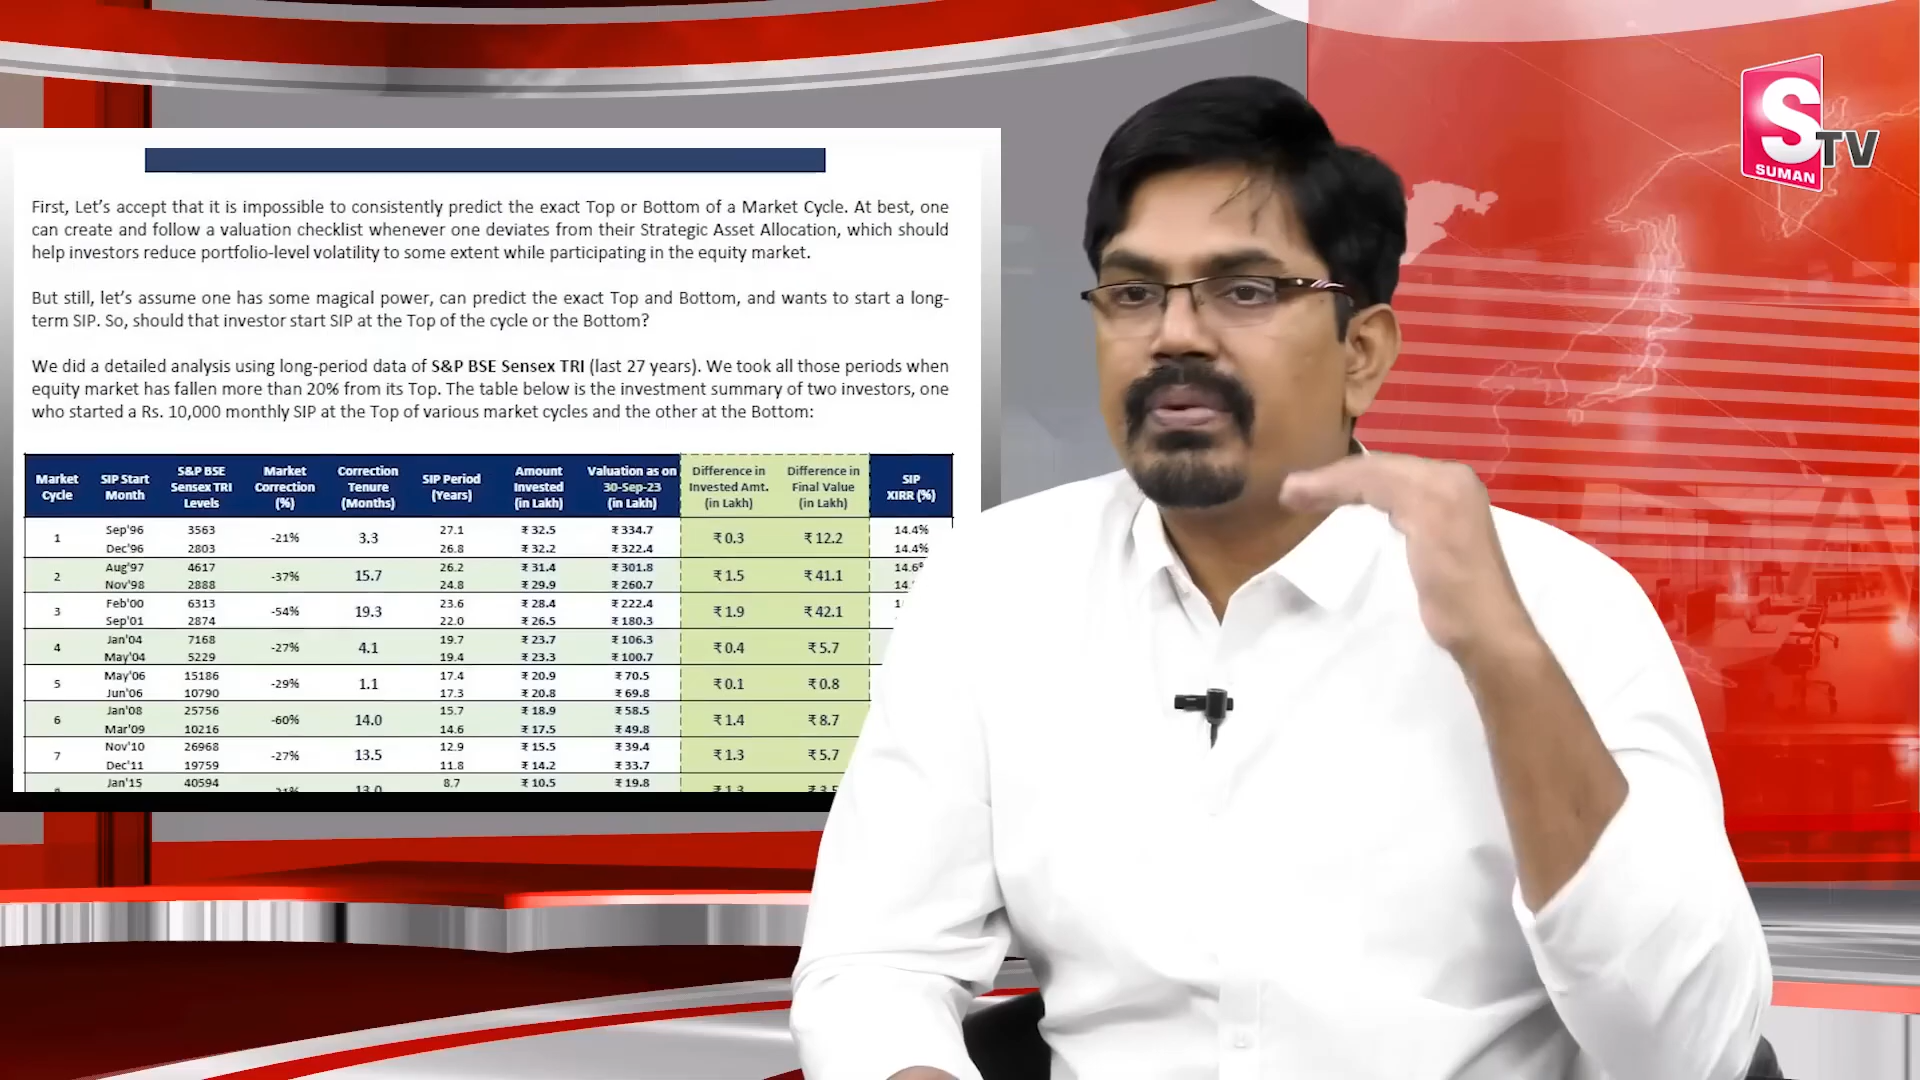 First, Let's accept that it is impossible to consistently predict the exact Top or Bottom of a Market Cycle. At best, one
can create and follow a valuation checklist whenever one deviates from their Strategic Asset Allocation, which should
help investors reduce portfolio-level volatility to some extent while participating in the equity market.
But still, let's assume one has some magical power, can predict the exact Top and Bottom, and wants to start a long-
term SIP. So, should that investor start SIP at the Top of the cycle or the Bottom?
We did a detailed analysis using long-period data of S&P BSE Sensex TRI (last 27 years). We took all those periods when
equity market has fallen more than 20% from its Top. The table below is the investment summary of two investors, one
who started a Rs. 10,000 monthly SIP at the Top of various market cycles and the other at the Bottom:
Market Cycle SIP Start Month S&P BSE Sensex TRI Levels Market Correction (%) Correction Tenure (Months) SIP Period (Years) Amount Invested (in Lakh) Valuation as on 30-Sep-23 (in Lakh) Difference in Invested Amt. (in Lakh) Difference in Final Value (in Lakh) SIP XIRR (%)
1 Sep'96 3563 -21% 3.3 27.1 ₹ 32.5 ₹ 334.7 ₹ 0.3 ₹ 12.2 14.4%
Dec'96 2803 26.8 ₹ 32.2 ₹ 322.4 14.4%
2 Aug'97 4617 -37% 15.7 26.2 ₹ 31.4 ₹ 301.8 ₹ 1.5 ₹ 41.1 14.6
Nov'98 2888 24.8 ₹ 29.9 ₹ 260.7 14.
3 Feb'00 6313 -54% 19.3 23.6 ₹ 28.4 ₹ 222.4 ₹ 1.9 ₹ 42.1
Sep'01 2874 22.0 ₹ 26.5 ₹ 180.3
4 Jan'04 7168 -27% 4.1 19.7 ₹ 23.7 ₹ 106.3 ₹ 0.4 ₹ 5.7
May'04 5229 19.4 ₹ 23.3 ₹ 100.7
5 May'06 15186 -29% 1.1 17.4 ₹ 20.9 ₹ 70.5 ₹ 0.1 ₹ 0.8
Jun'06 10790 17.3 ₹ 20.8 ₹ 69.8
6 Jan'08 25756 -60% 14.0 15.7 ₹ 18.9 ₹ 58.5 ₹ 1.4 ₹ 8.7
Mar'09 10216 14.6 ₹ 17.5 ₹ 49.8
7 Nov'10 26968 -27% 13.5 12.9 ₹ 15.5 ₹ 39.4 ₹ 1.3 ₹ 5.7
Dec'11 19759 11.8 ₹ 14.2 ₹ 33.7
Jan'15 40594 8.7 ₹ 10.5 ₹ 19.8
S TV
SUMAN